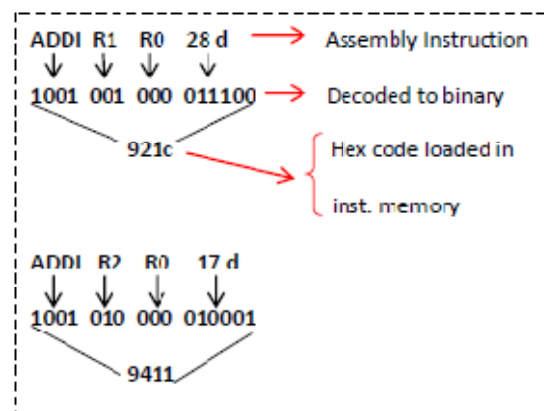 ADDI R1 R0 28 d Assembly Instruction
1001 001 000 011100 Decoded to binary
921c Hex code loaded in
inst. memory
ADDI R2 R0 17 d
1001 010 000 010001
9411